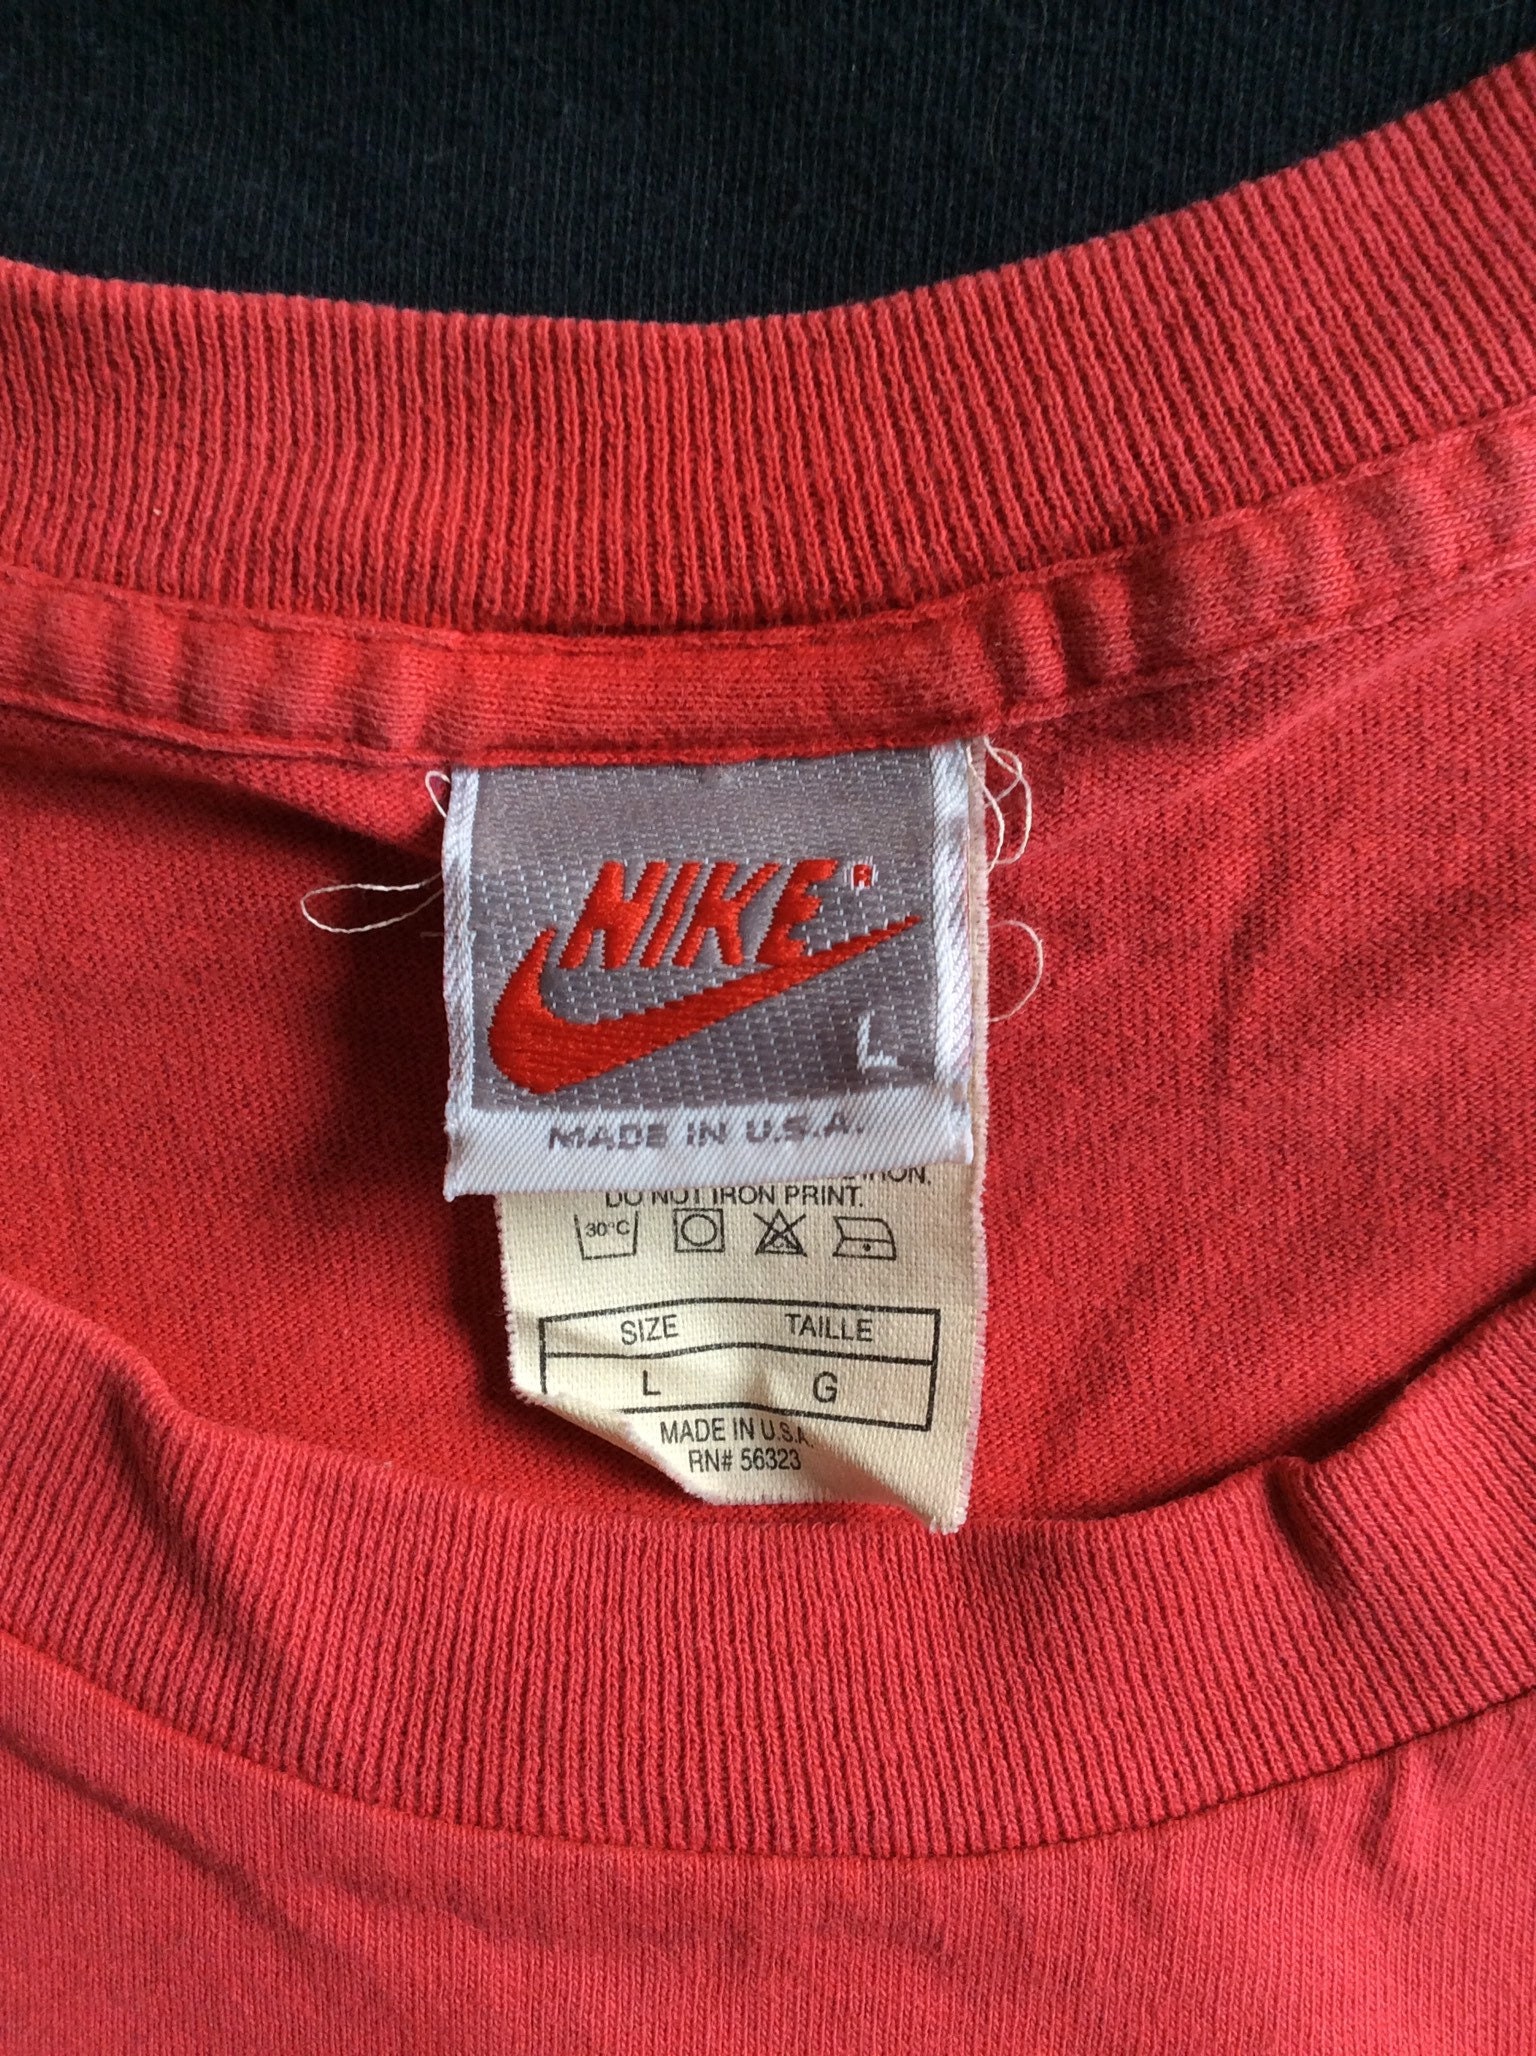 NIKE®
L
MADE IN U.S.A.
DO NOT IRON PRINT.
30°C
SIZE TAILLE
L G
MADE IN U.S.A.
RN# 56323